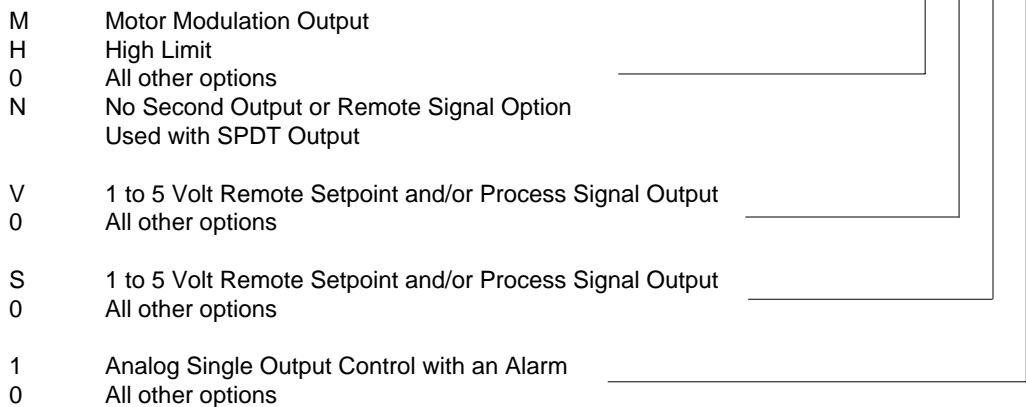 M Motor Modulation Output
H High Limit
0 All other options
N No Second Output or Remote Signal Option
Used with SPDT Output
V 1 to 5 Volt Remote Setpoint and/or Process Signal Output
0 All other options
S 1 to 5 Volt Remote Setpoint and/or Process Signal Output
0 All other options
1 Analog Single Output Control with an Alarm
0 All other options